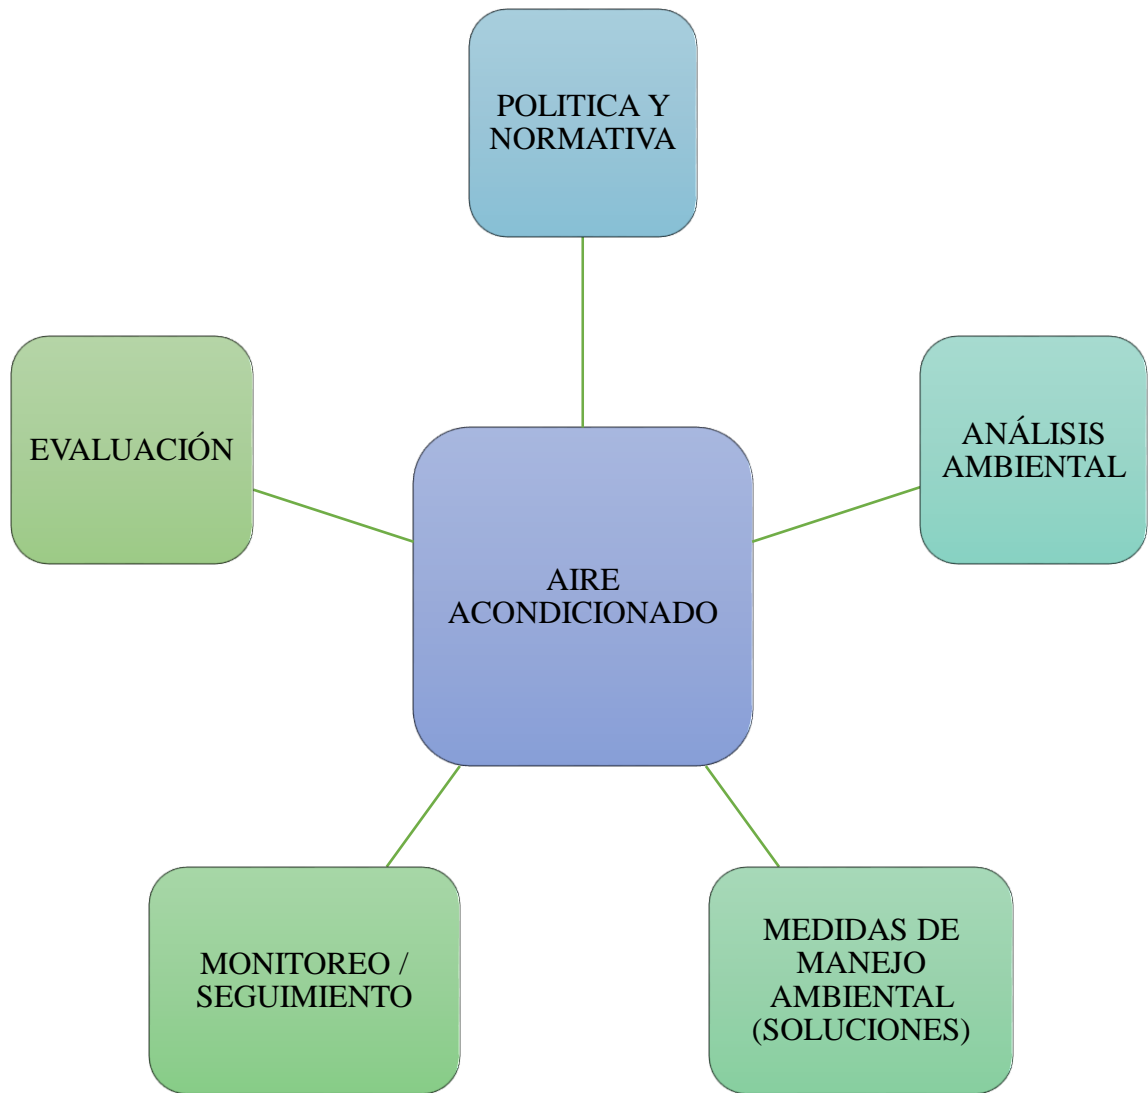 POLITICA Y
NORMATIVA
EVALUACIÓN
ANÁLISIS
AMBIENTAL
AIRE
ACONDICIONADO
MONITOREO /
SEGUIMIENTO
MEDIDAS DE
MANEJO
AMBIENTAL
(SOLUCIONES)